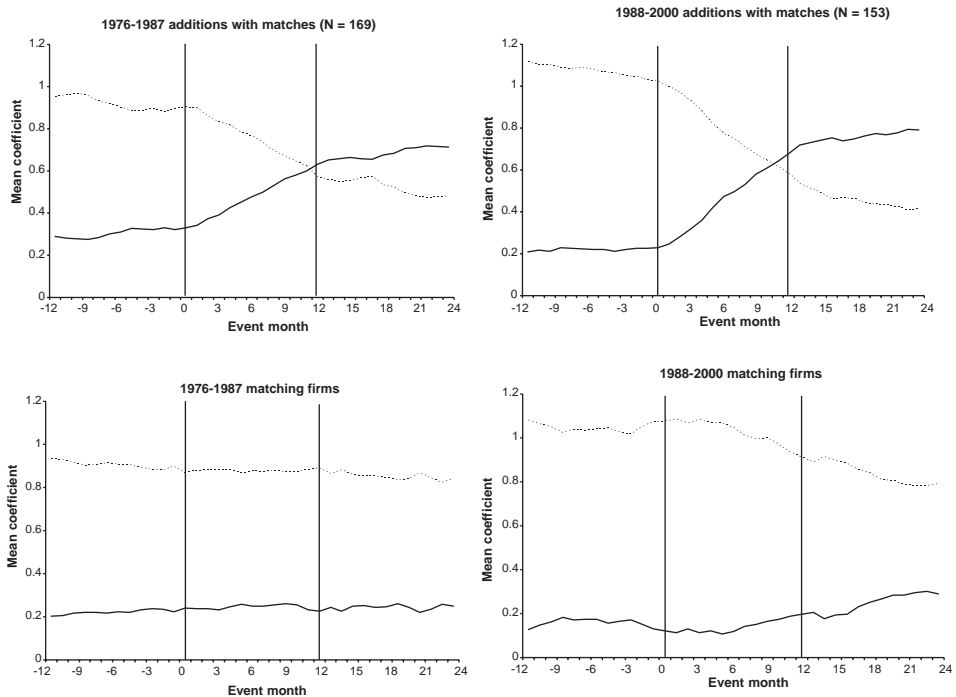 1976-1987 additions with matches (N = 169)
1.2
1
0.8
0.6
0.4
0.2
0
Mean coefficient
-12 -9 -6 -3 0 3 6 9 12 15 18 21 24
Event month
1988-2000 additions with matches (N = 153)
1.2
1
0.8
0.6
0.4
0.2
0
Mean coefficient
-12 -9 -6 -3 0 3 6 9 12 15 18 21 24
Event month
1976-1987 matching firms
1.2
1
0.8
0.6
0.4
0.2
0
Mean coefficient
-12 -9 -6 -3 0 3 6 9 12 15 18 21 24
Event month
1988-2000 matching firms
1.2
1
0.8
0.6
0.4
0.2
0
Mean coefficient
-12 -9 -6 -3 0 3 6 9 12 15 18 21 24
Event month